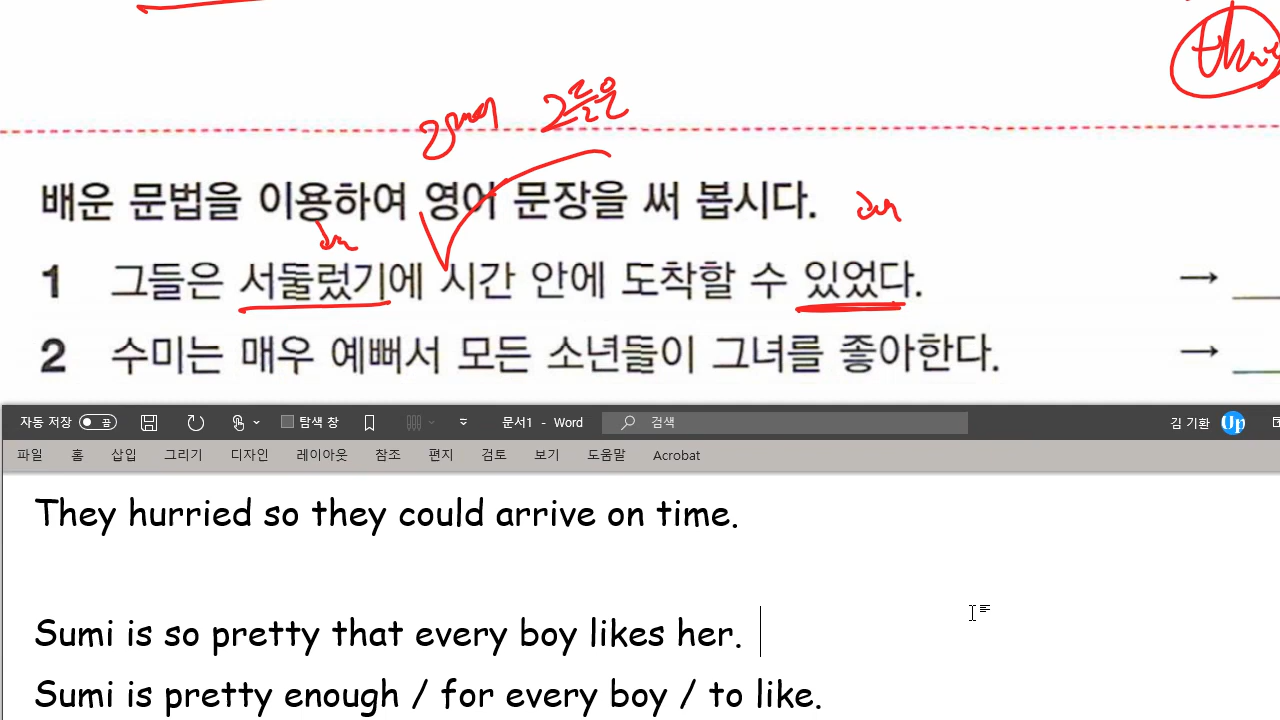 그들은
배운 문법을 이용하여 영어 문장을 써 봅시다.
1 그들은 서둘렀기에 시간 안에 도착할 수 있었다. →
2 수미는 매우 예뻐서 모든 소년들이 그녀를 좋아한다. →
자동 저장 끔 탐색 창 문서1 - Word 검색 김 기환 Up
파일 홈 삽입 그리기 디자인 레이아웃 참조 편지 검토 보기 도움말 Acrobat
They hurried so they could arrive on time.
Sumi is so pretty that every boy likes her.
Sumi is pretty enough / for every boy / to like.